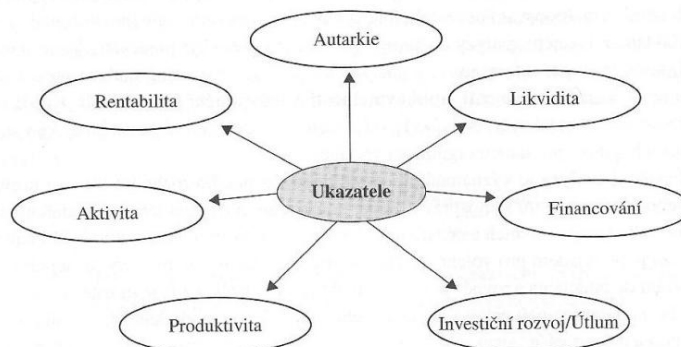 Autarkie
Rentabilita
Likvidita
Ukazatele
Aktivita
Financování
Produktivita
Investiční rozvoj/Útlum